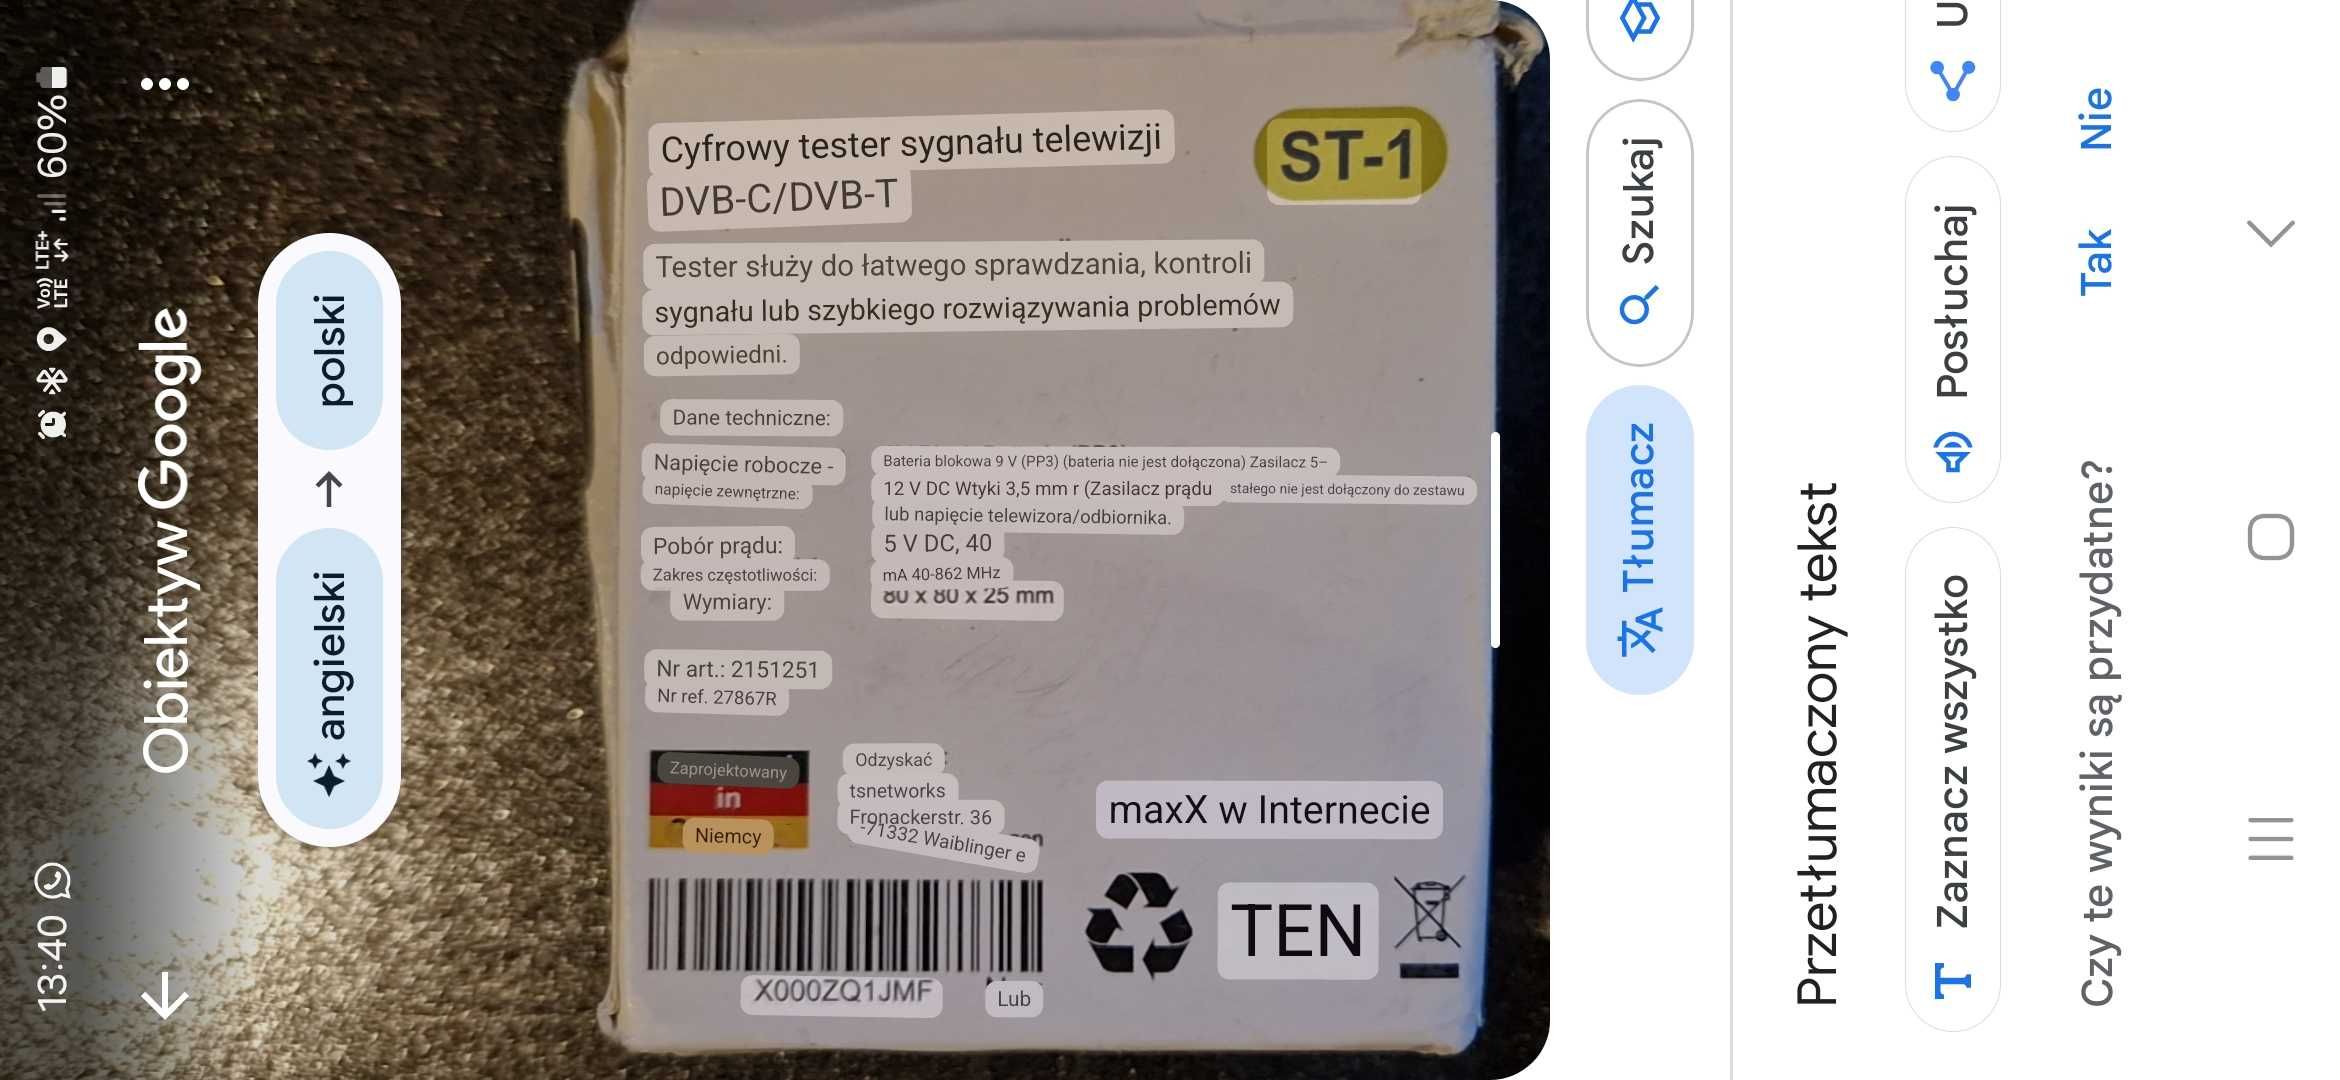 13:40
LTE+
Vo)) LTE
60%
Obiektyw Google
angielski → polski
Cyfrowy tester sygnału telewizji
DVB-C/DVB-T
ST-1
Tester służy do łatwego sprawdzania, kontroli
sygnału lub szybkiego rozwiązywania problemów
odpowiedni.
Dane techniczne:
Napięcie robocze - Bateria blokowa 9 V (PP3) (bateria nie jest dołączona) Zasilacz 5–
napięcie zewnętrzne: 12 V DC Wtyki 3,5 mm r (Zasilacz prądu stałego nie jest dołączony do zestawu
lub napięcie telewizora/odbiornika.
Pobór prądu: 5 V DC, 40
Zakres częstotliwości: mA 40-862 MHz
Wymiary: 80 x 80 x 25 mm
Nr art.: 2151251
Nr ref. 27867R
Zaprojektowany
in
Niemcy
Odzyskać
tsnetworks
Fronackerstr. 36
-71332 Waiblinger e
maxX w Internecie
TEN
X000ZQ1JMF
Lub
Tłumacz
Szukaj
Przetłumaczony tekst
Zaznacz wszystko
Posłuchaj
U
Czy te wyniki są przydatne?
Tak
Nie